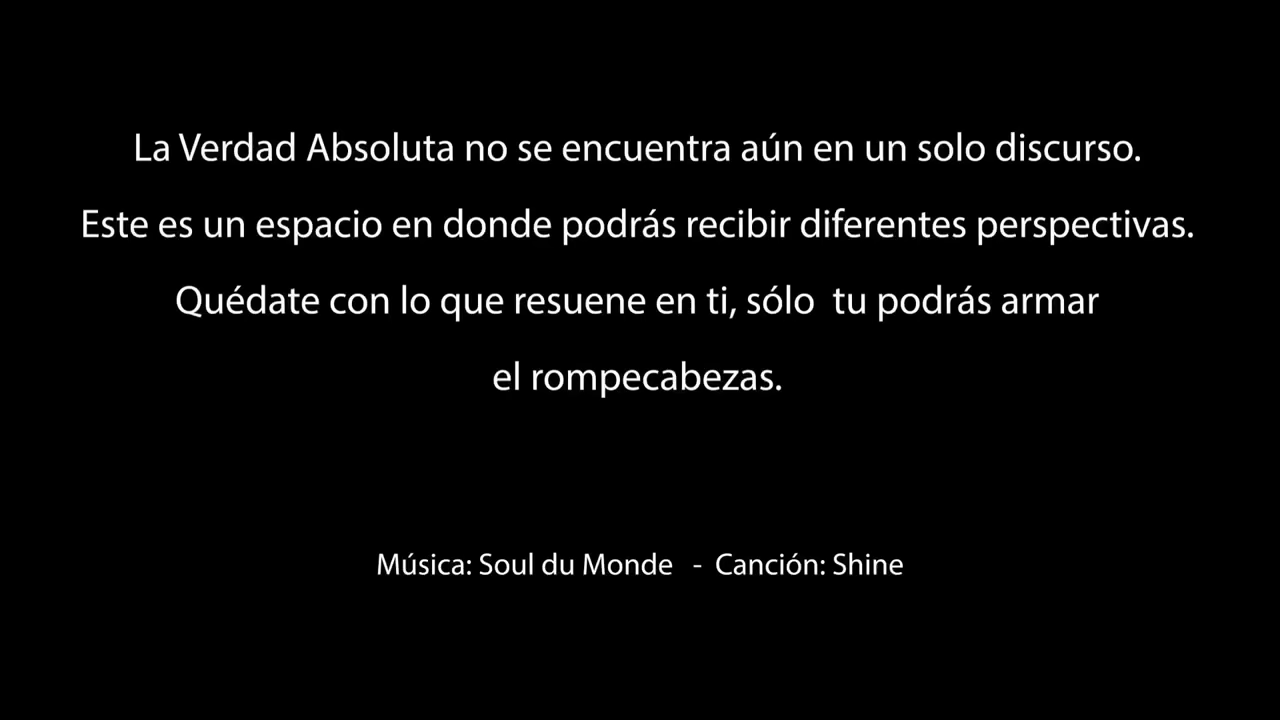 La Verdad Absoluta no se encuentra aún en un solo discurso.
Este es un espacio en donde podrás recibir diferentes perspectivas.
Quédate con lo que resuene en ti, sólo  tu podrás armar
el rompecabezas.
Música: Soul du Monde   -  Canción: Shine